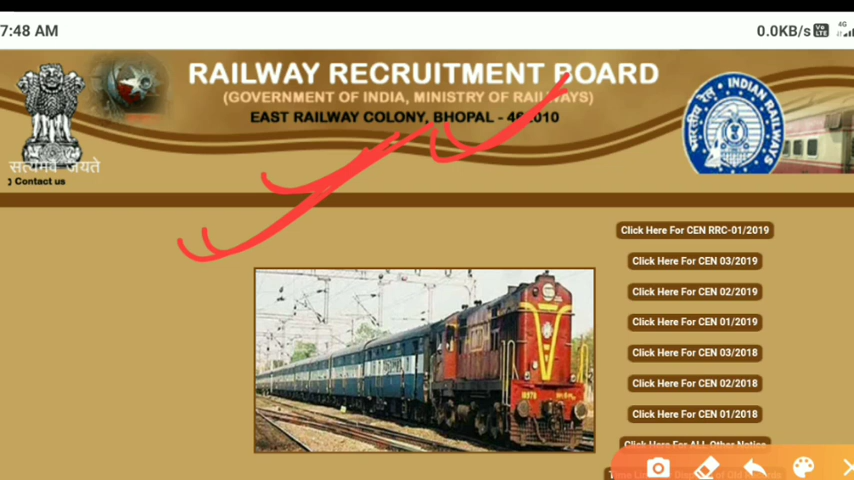 7:48 AM
0.0KB/s
VoLTE
4G
RAILWAY RECRUITMENT BOARD
(GOVERNMENT OF INDIA, MINISTRY OF RAILWAYS)
EAST RAILWAY COLONY, BHOPAL -
सत्यमेव जयते
Contact us
INDIAN RAILWAYS
भारतीय रेल
Click Here For CEN RRC-01/2019
Click Here For CEN 03/2019
Click Here For CEN 02/2019
Click Here For CEN 01/2019
Click Here For CEN 03/2018
Click Here For CEN 02/2018
Click Here For CEN 01/2018
Click Here For ALL Other Notice